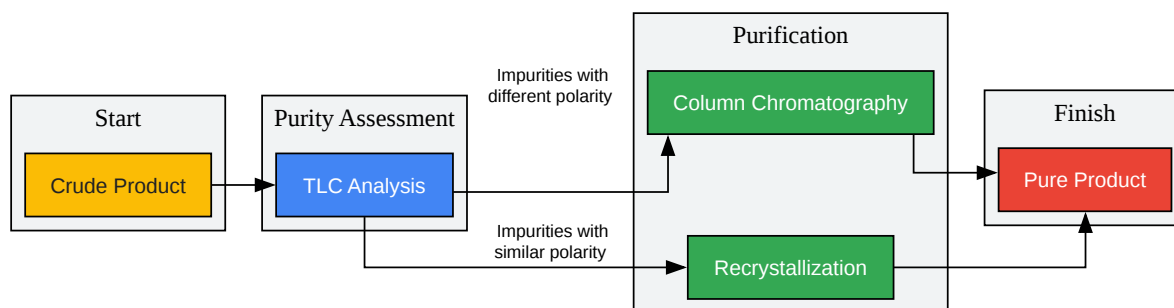 Start
Crude Product
Purity Assessment
TLC Analysis
Impurities with
different polarity
Impurities with
similar polarity
Purification
Column Chromatography
Recrystallization
Finish
Pure Product